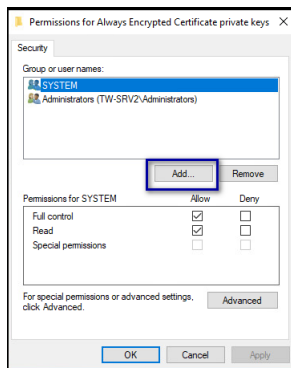 Permissions for Always Encrypted Certificate private keys
Security
Group or user names:
SYSTEM
Administrators (TW-SRV2\Administrators)
Add... Remove
Permissions for SYSTEM Allow Deny
Full control
Read
Special permissions
For special permissions or advanced settings,
click Advanced.
Advanced
OK Cancel Apply